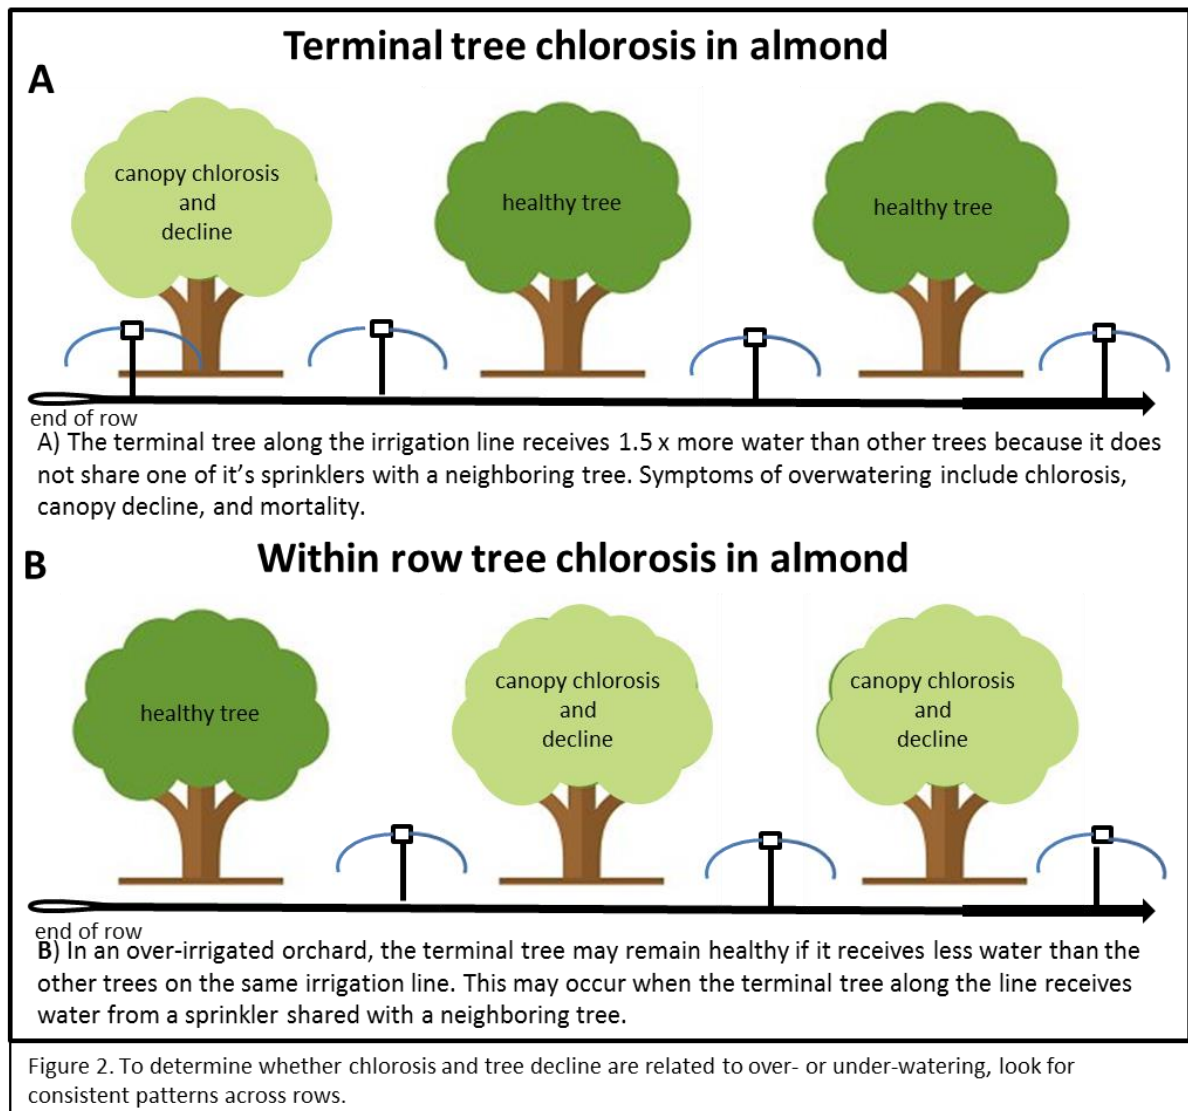 Terminal tree chlorosis in almond
A
canopy chlorosis
and
decline
healthy tree
healthy tree
end of row
A) The terminal tree along the irrigation line receives 1.5 x more water than other trees because it does
not share one of it’s sprinklers with a neighboring tree. Symptoms of overwatering include chlorosis,
canopy decline, and mortality.
Within row tree chlorosis in almond
B
healthy tree
canopy chlorosis
and
decline
canopy chlorosis
and
decline
end of row
B) In an over-irrigated orchard, the terminal tree may remain healthy if it receives less water than the
other trees on the same irrigation line. This may occur when the terminal tree along the line receives
water from a sprinkler shared with a neighboring tree.
Figure 2. To determine whether chlorosis and tree decline are related to over- or under-watering, look for
consistent patterns across rows.